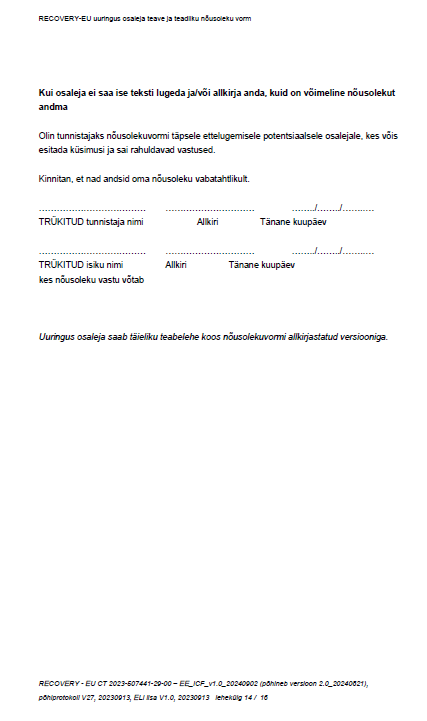 RECOVERY-EU uuringus osaleja teave ja teadliku nõusoleku vorm
Kui osaleja ei saa ise teksti lugeda ja/või allkirja anda, kuid on võimeline nõusolekut
andma
Olin tunnistajaks nõusolekuvormi täpsele ettelugemisele potentsiaalsele osalejale, kes võis
esitada küsimusi ja sai rahuldavad vastused.
Kinnitan, et nad andsid oma nõusoleku vabatahtlikult.
………………………………. ………………………… ……../……../………..
TRÜKITUD tunnistaja nimi Allkiri Tänane kuupäev
………………………………. ………………………… ……../……../………..
TRÜKITUD isiku nimi Allkiri Tänane kuupäev
kes nõusoleku vastu võtab
Uuringus osaleja saab täieliku teabelehe koos nõusolekuvormi allkirjastatud versiooniga.
RECOVERY - EU CT 2023-507441-29-00 – EE_ICF_v1.0_20240902 (põhineb versioon 2.0_20240821),
põhiprotokoll V27, 20230913, ELi lisa V1.0, 20230913 lehekülg 14 / 16